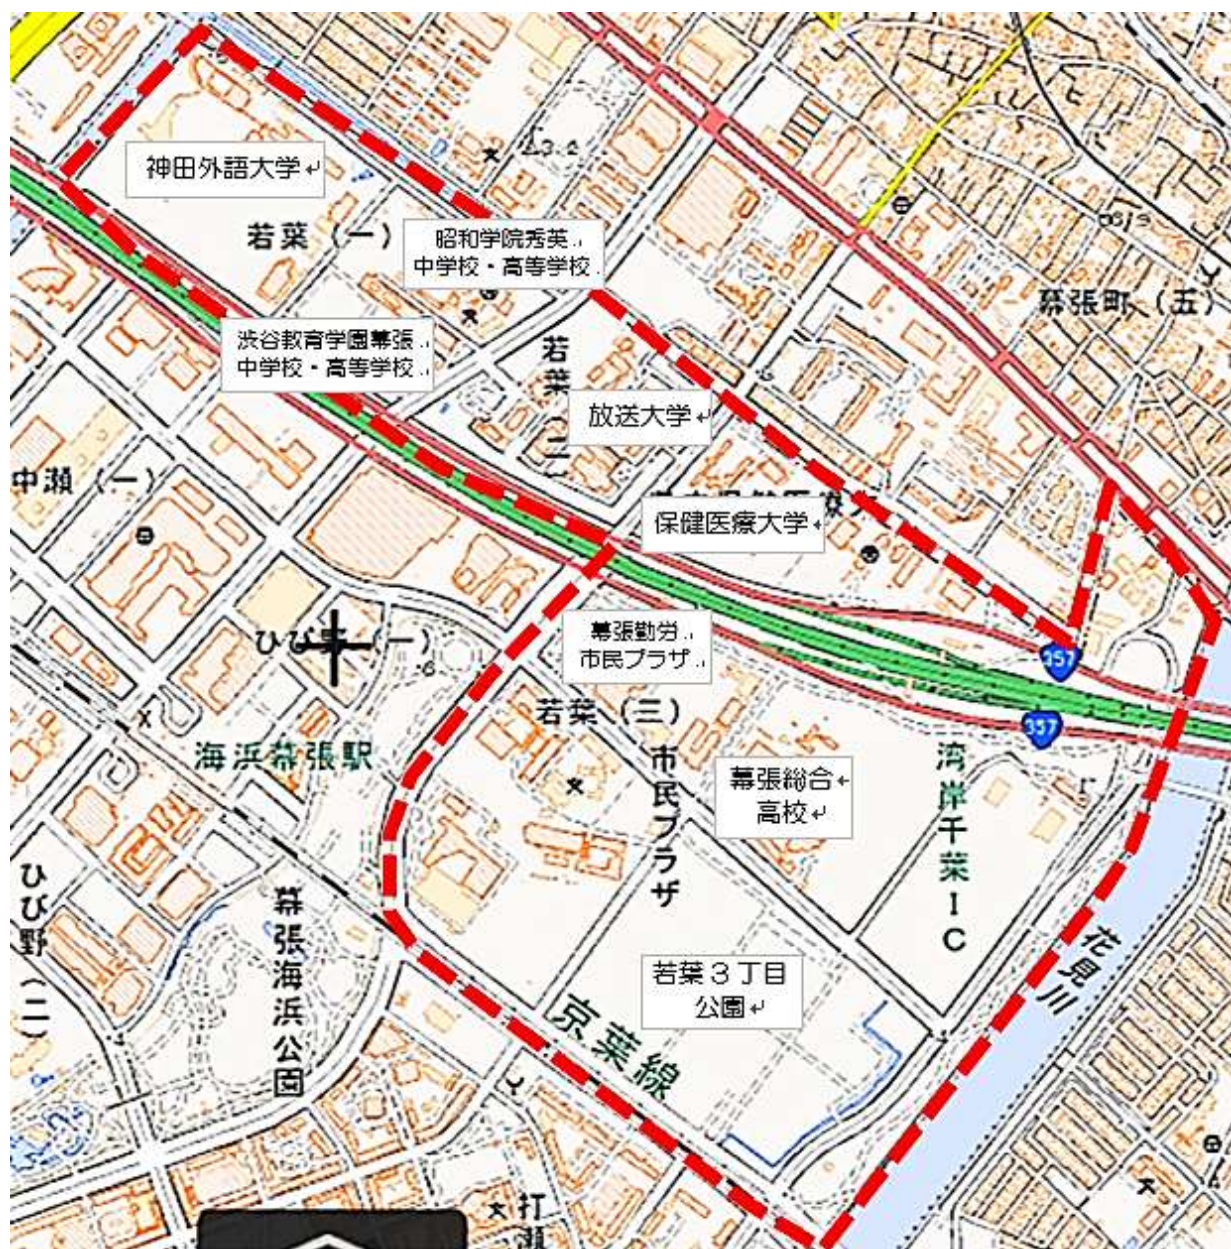 神田外語大学
若葉（一）
昭和学院秀英
中学校・高等学校
幕張町（五）
渋谷教育学園幕張
中学校・高等学校
若葉（二）
放送大学
中瀬（一）
保健医療大学
幕張勤労
市民プラザ
ひび野（一）
357
357
若葉（三）
海浜幕張駅
市民プラザ
幕張総合
高校
湾岸千葉IC
ひび野（二）
幕張海浜公園
若葉３丁目
公園
花見川
京葉線
打瀬